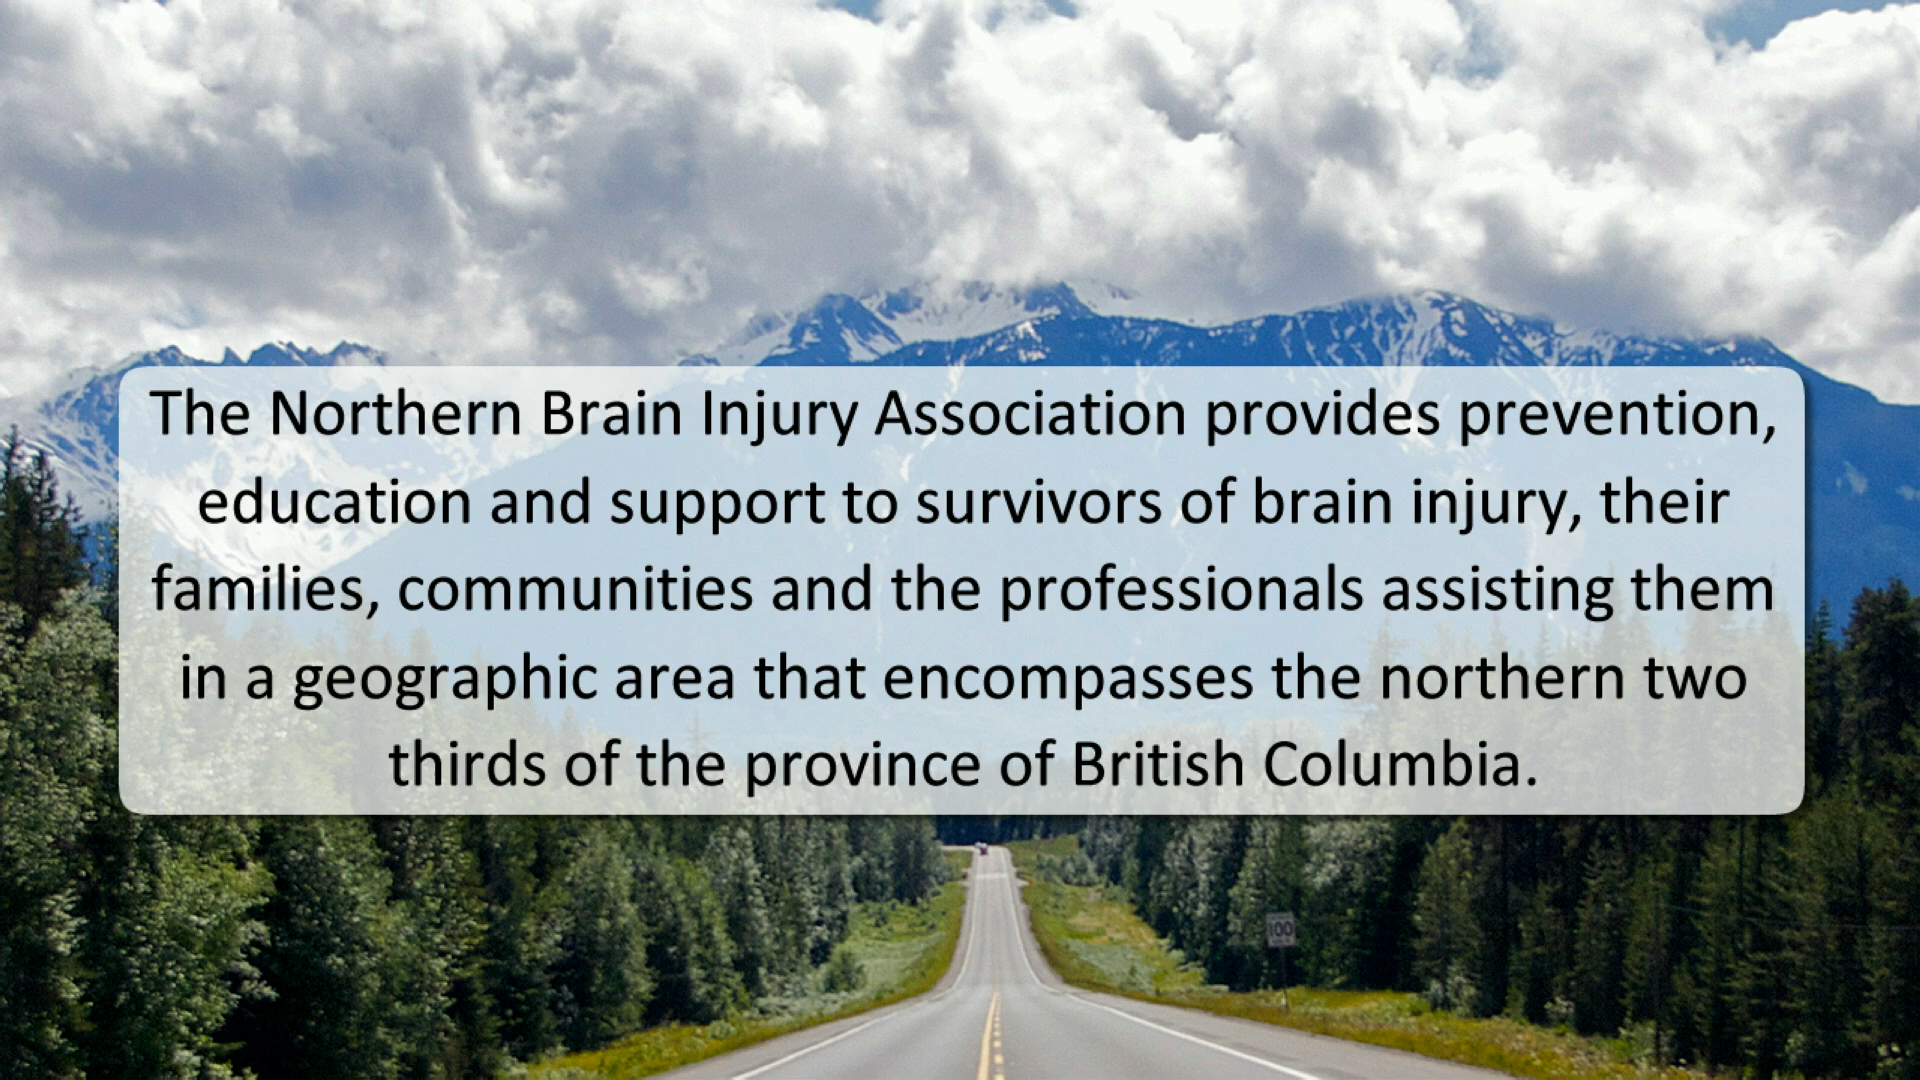 The Northern Brain Injury Association provides prevention,
education and support to survivors of brain injury, their
families, communities and the professionals assisting them
in a geographic area that encompasses the northern two
thirds of the province of British Columbia.
100